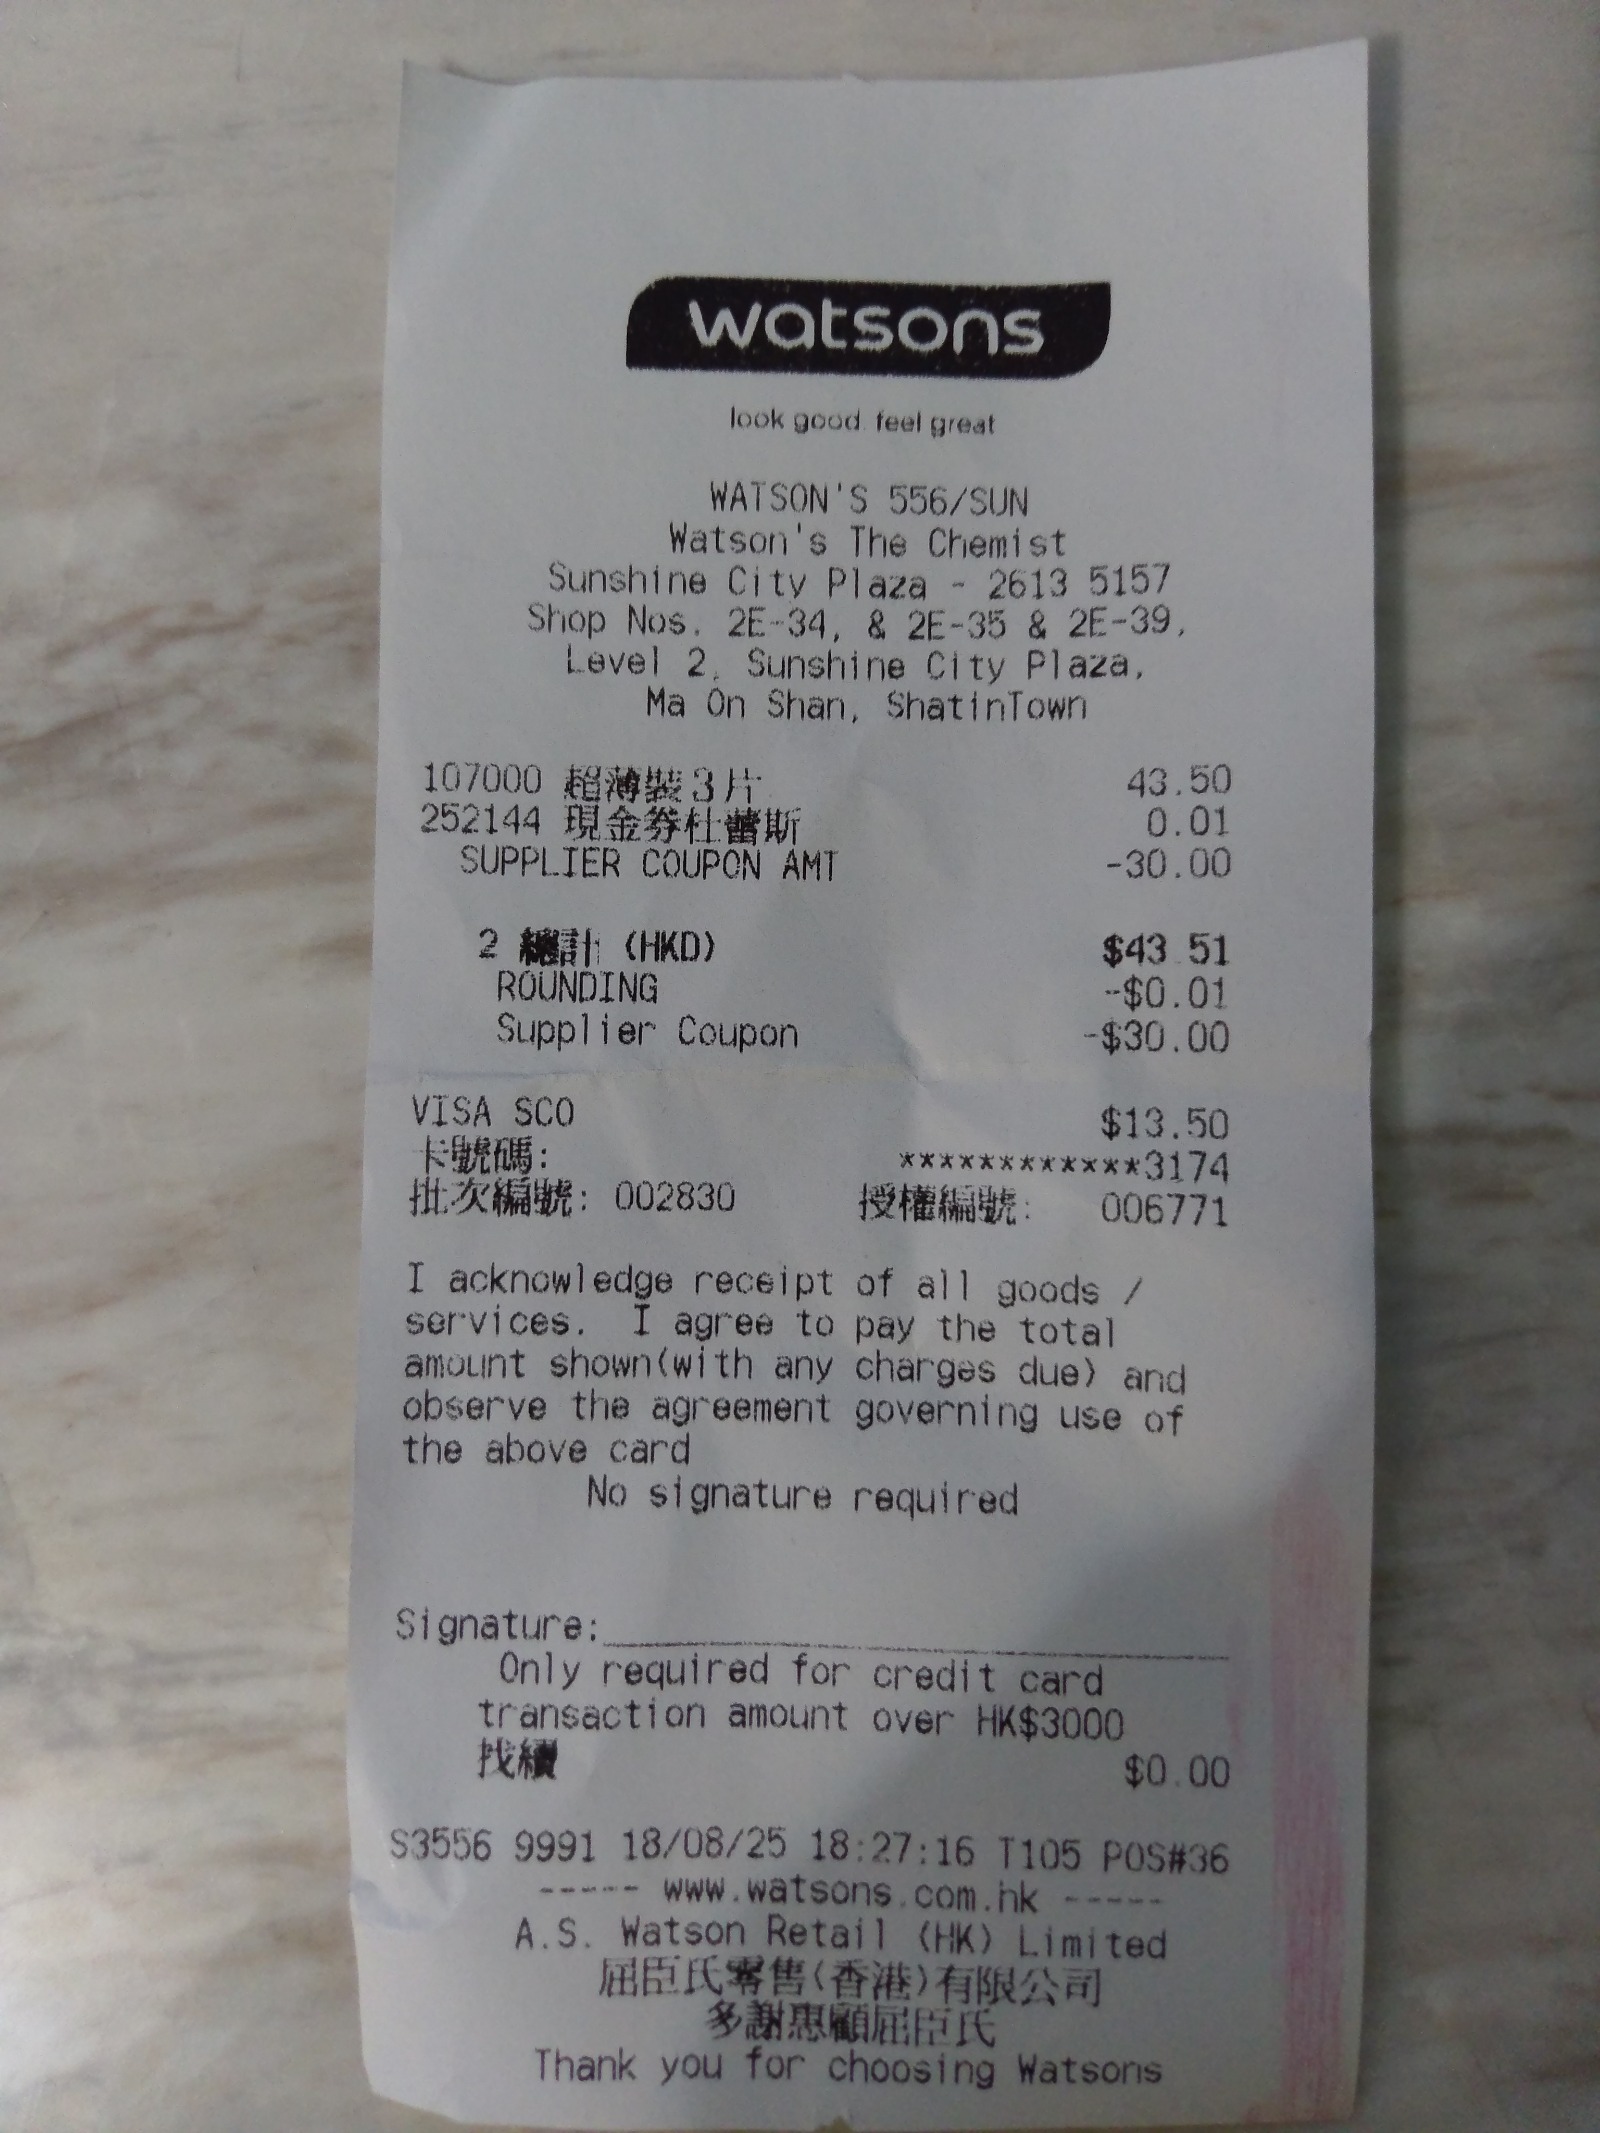 watsons
look good. feel great
WATSON'S 556/SUN
Watson's The Chemist
Sunshine City Plaza - 2613 5157
Shop Nos. 2E-34, & 2E-35 & 2E-39,
Level 2, Sunshine City Plaza,
Ma On Shan, ShatinTown
107000 超薄裝3片 43.50
252144 現金券杜蕾斯 0.01
SUPPLIER COUPON AMT -30.00
2 總計 (HKD) $43.51
ROUNDING -$0.01
Supplier Coupon -$30.00
VISA SCO $13.50
卡號碼: ************3174
批次編號: 002830 授權編號: 006771
I acknowledge receipt of all goods /
services. I agree to pay the total
amount shown(with any charges due) and
observe the agreement governing use of
the above card
No signature required
Signature:
Only required for credit card
transaction amount over HK$3000
找續 $0.00
S3556 9991 18/08/25 18:27:16 T105 POS#36
----- www.watsons.com.hk -----
A.S. Watson Retail (HK) Limited
屈臣氏零售(香港)有限公司
多謝惠顧屈臣氏
Thank you for choosing Watsons